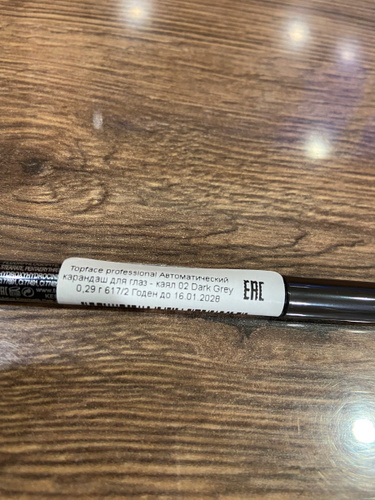 Topface professional Автоматический
карандаш для глаз - каял 02 Dark Grey
0,29 г 617/2 Годен до 16.01.2028
EAC